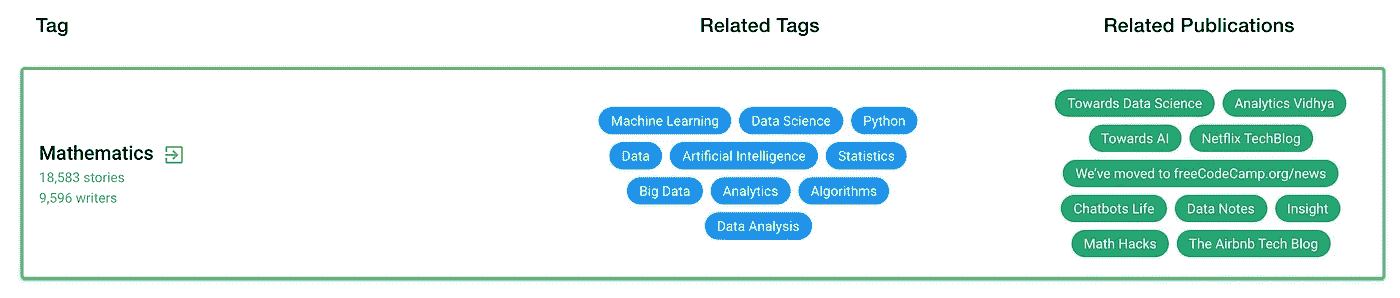 Tag
Related Tags
Related Publications
Mathematics
18,583 stories
9,596 writers
Machine Learning Data Science Python
Data Artificial Intelligence Statistics
Big Data Analytics Algorithms
Data Analysis
Towards Data Science Analytics Vidhya
Towards AI Netflix TechBlog
We've moved to freeCodeCamp.org/news
Chatbots Life Data Notes Insight
Math Hacks The Airbnb Tech Blog